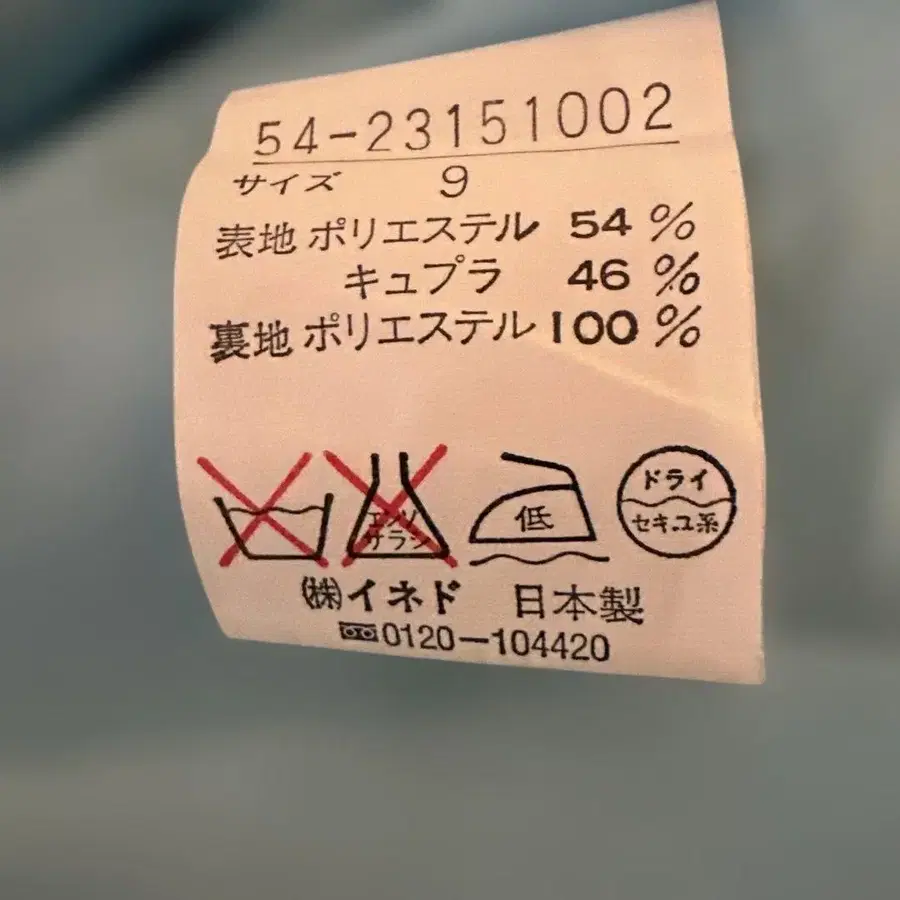 54-23151002
サイズ 9
表地 ポリエステル 54 %
キュプラ 46 %
裏地 ポリエステル 100 %
エンソ
サラシ
低
ドライ
セキユ系
㈱イネド 日本製
0120-104420